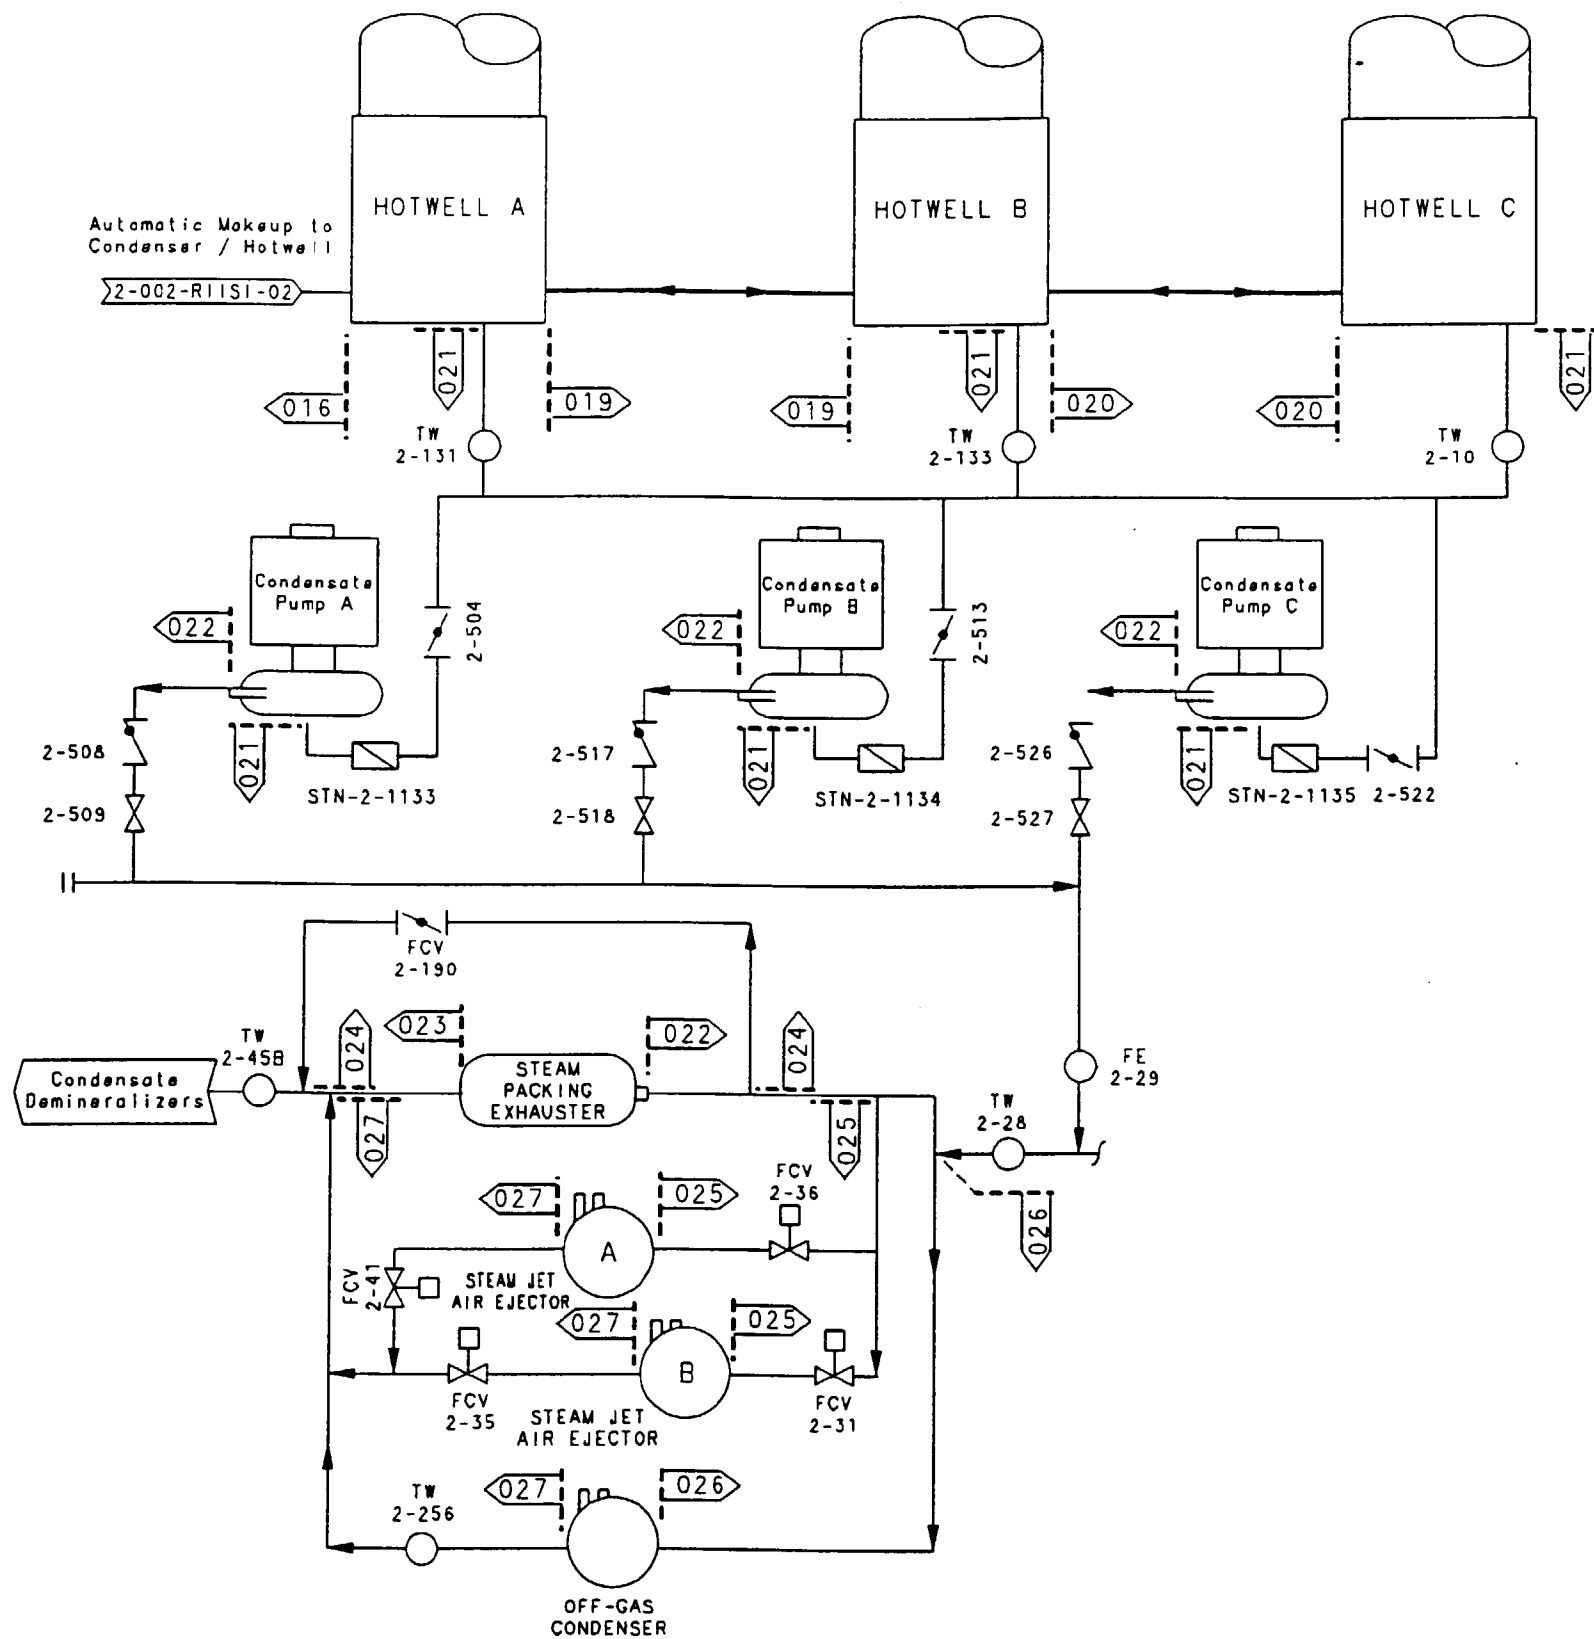 HOTWELL A
HOTWELL B
HOTWELL C
Automatic Makeup to
Condenser / Hotwell
2-002-R11S1-02
016
021
019
019
021
020
020
021
TW
2-131
TW
2-133
TW
2-10
Condensate
Pump A
Condensate
Pump B
Condensate
Pump C
022
2-504
022
2-513
022
2-508
021
2-517
021
2-526
021
2-509
STN-2-1133
2-518
STN-2-1134
2-527
STN-2-1135
2-522
FCV
2-190
TW
2-45B
024
023
022
024
FE
2-29
Condensate
Demineralizers
STEAM
PACKING
EXHAUSTER
027
025
TW
2-28
026
FCV
2-36
027
025
A
FCV
2-41
STEAM JET
AIR EJECTOR
027
025
B
FCV
2-35
FCV
2-31
STEAM JET
AIR EJECTOR
027
026
TW
2-256
OFF-GAS
CONDENSER